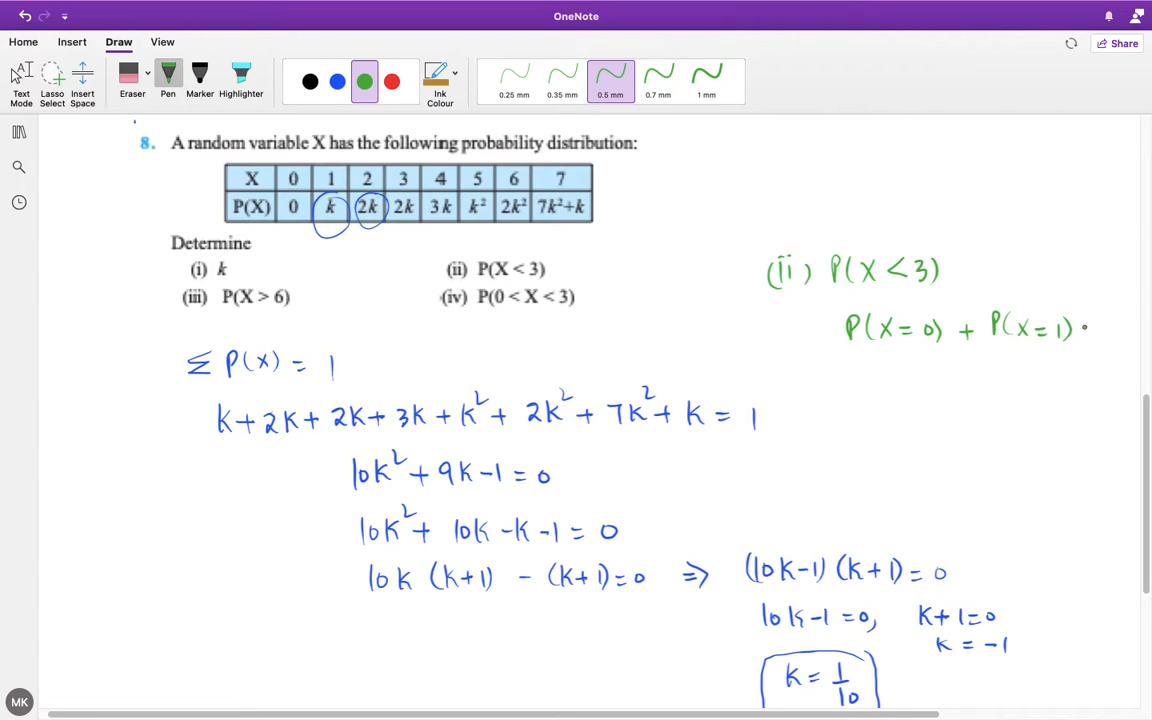 OneNote
Home Insert Draw View
Share
Text Mode Lasso Select Insert Space Eraser Pen Marker Highlighter Ink Colour 0.25 mm 0.35 mm 0.5 mm 0.7 mm 1 mm
8. A random variable X has the following probability distribution:
X 0 1 2 3 4 5 6 7
P(X) 0 k 2k 2k 3k k² 2k² 7k²+k
Determine
(i) k (ii) P(X < 3)
(iii) P(X > 6) (iv) P(0 < X < 3)
(ii) P(X < 3)
P(X = 0) + P(X = 1)
Σ P(X) = 1
k + 2k + 2k + 3k + k² + 2k² + 7k² + k = 1
10k² + 9k - 1 = 0
10k² + 10k - k - 1 = 0
10k (k+1) - (k+1) = 0 ⇒ (10k-1) (k+1) = 0
10k - 1 = 0, k + 1 = 0
k = -1
k = 1/10
MK